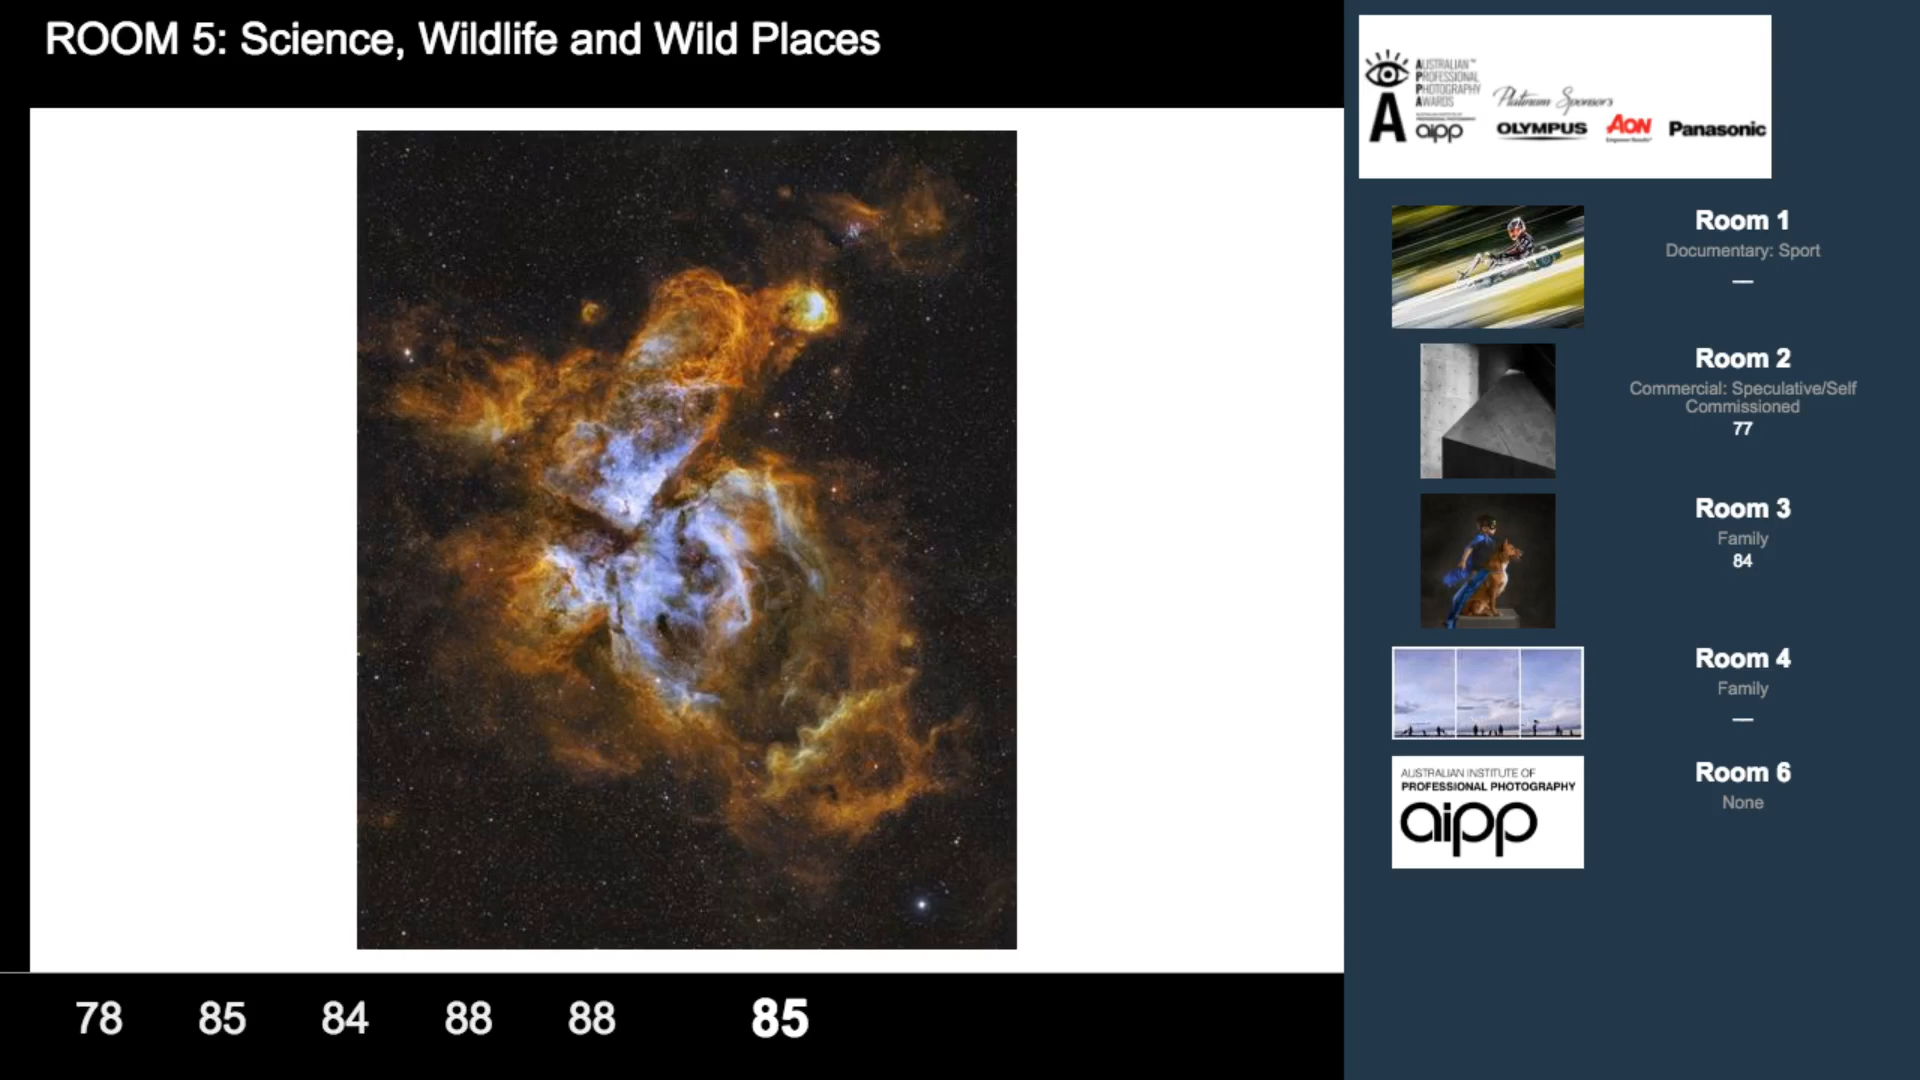 ROOM 5: Science, Wildlife and Wild Places
78 85 84 88 88 85
AUSTRALIAN™
PROFESSIONAL
PHOTOGRAPHY
AWARDS
aipp
Platinum Sponsors
OLYMPUS
AON
Panasonic
Room 1
Documentary: Sport
—
Room 2
Commercial: Speculative/Self
Commissioned
77
Room 3
Family
84
Room 4
Family
—
AUSTRALIAN INSTITUTE OF
PROFESSIONAL PHOTOGRAPHY
aipp
Room 6
None